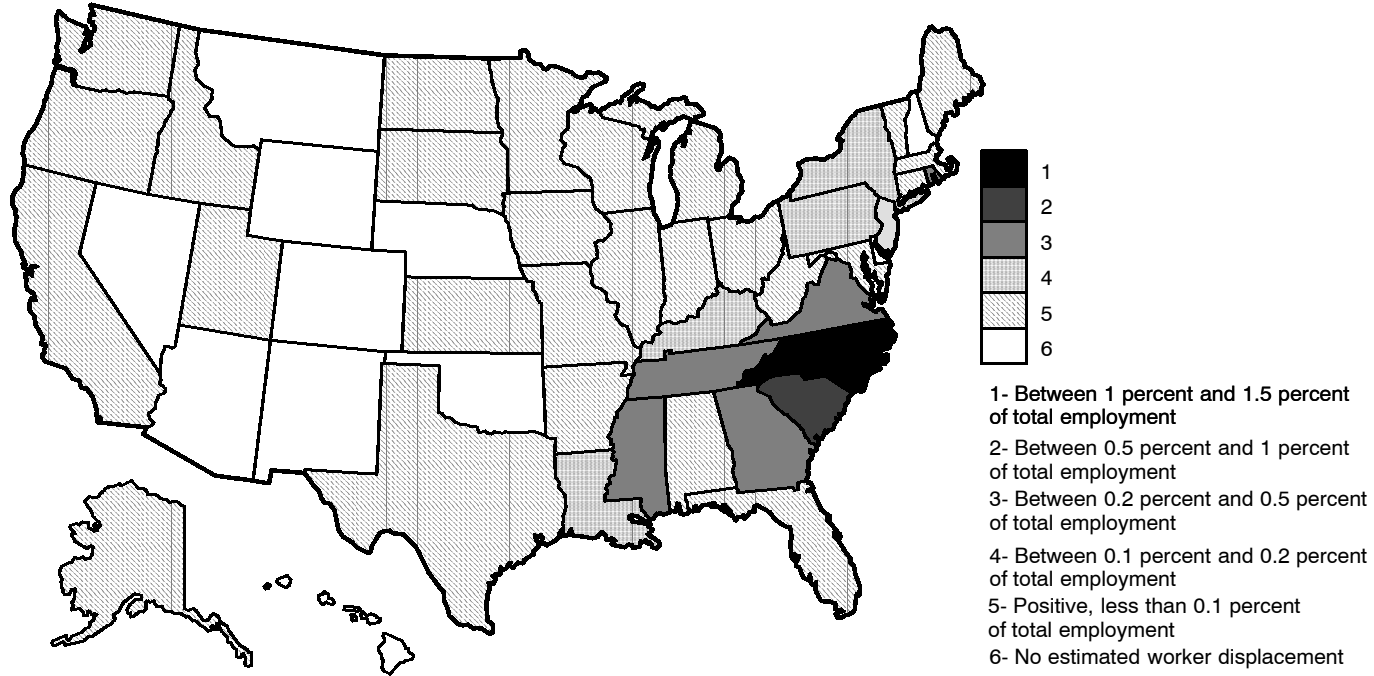 1
2
3
4
5
6
1- Between 1 percent and 1.5 percent
of total employment
2- Between 0.5 percent and 1 percent
of total employment
3- Between 0.2 percent and 0.5 percent
of total employment
4- Between 0.1 percent and 0.2 percent
of total employment
5- Positive, less than 0.1 percent
of total employment
6- No estimated worker displacement